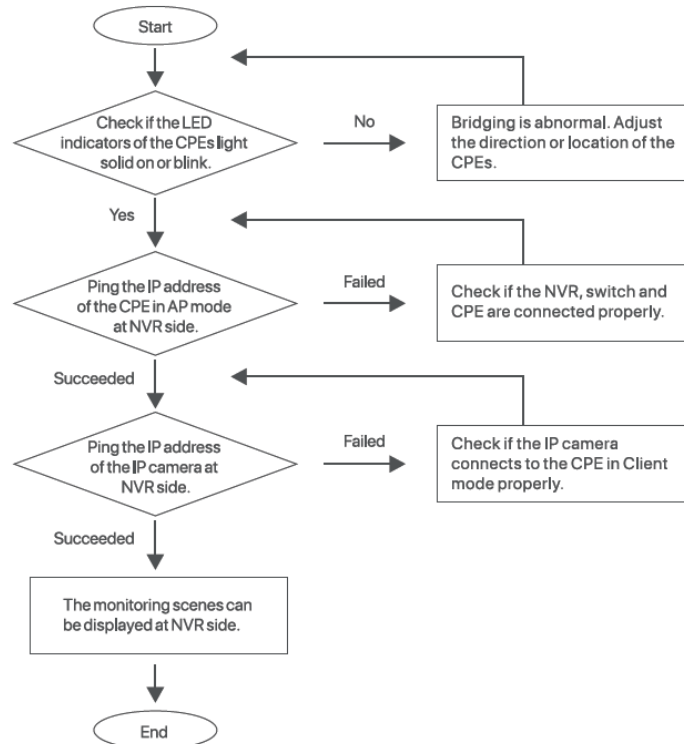 Start
Check if the LED
indicators of the CPEs light
solid on or blink.
No
Bridging is abnormal. Adjust
the direction or location of the
CPEs.
Yes
Ping the IP address
of the CPE in AP mode
at NVR side.
Failed
Check if the NVR, switch and
CPE are connected properly.
Succeeded
Ping the IP address
of the IP camera at
NVR side.
Failed
Check if the IP camera
connects to the CPE in Client
mode properly.
Succeeded
The monitoring scenes can
be displayed at NVR side.
End